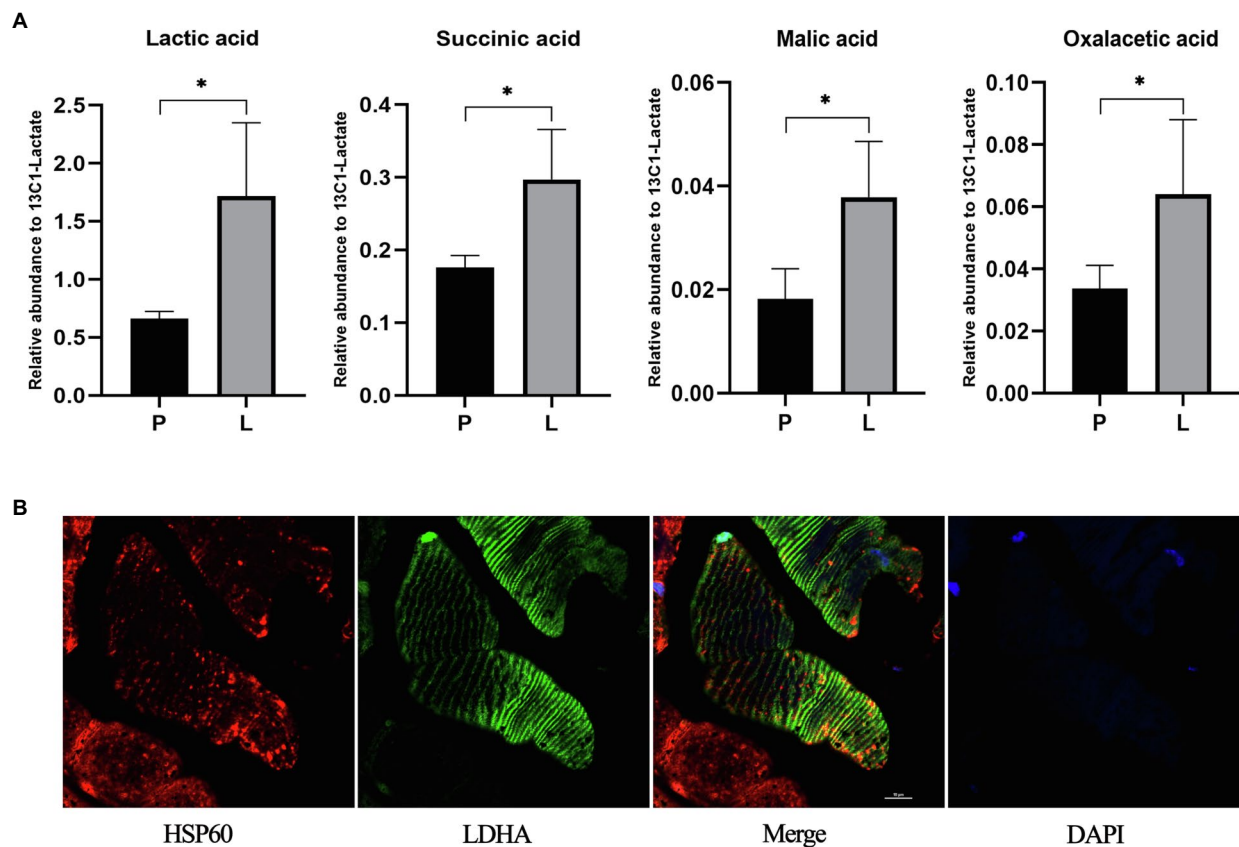 A
Lactic acid
Relative abundance to 13C1-Lactate
2.5
2.0
1.5
1.0
0.5
0.0
*
P L
Succinic acid
Relative abundance to 13C1-Lactate
0.4
0.3
0.2
0.1
0.0
*
P L
Malic acid
Relative abundance to 13C1-Lactate
0.06
0.04
0.02
0.00
*
P L
Oxalacetic acid
Relative abundance to 13C1-Lactate
0.10
0.08
0.06
0.04
0.02
0.00
*
P L
B
HSP60 LDHA Merge DAPI